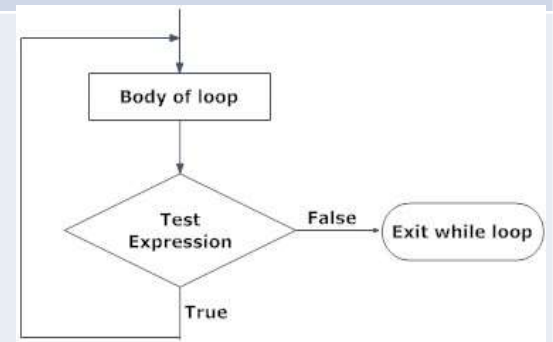 Body of loop
Test
Expression
False
Exit while loop
True